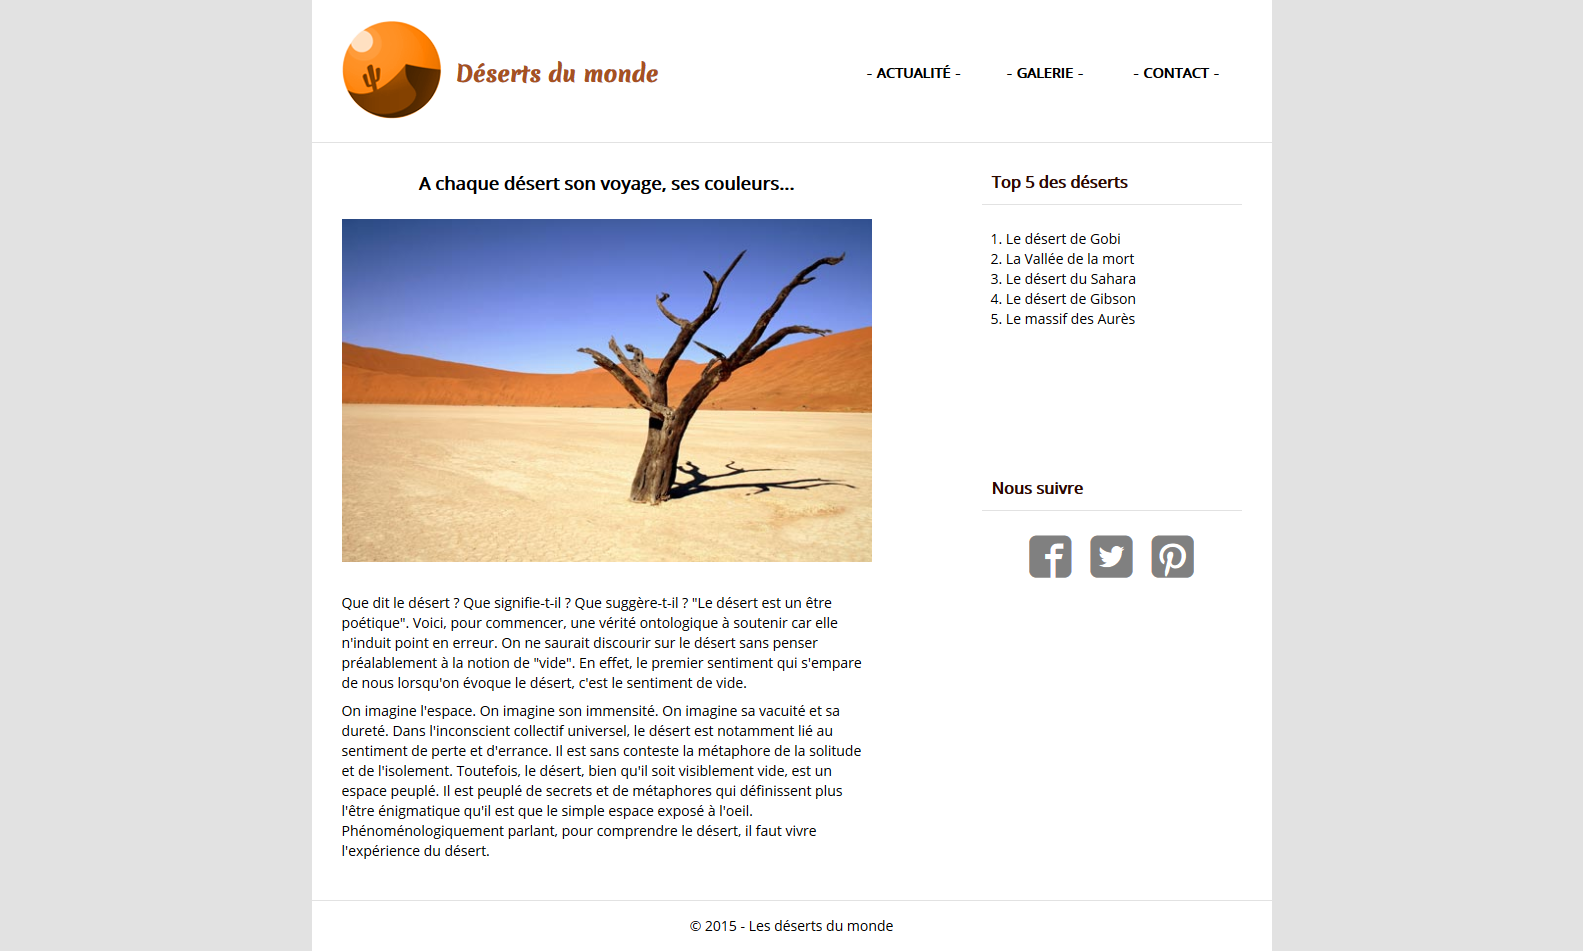 Déserts du monde
- ACTUALITÉ - - GALERIE - - CONTACT -
A chaque désert son voyage, ses couleurs...
Que dit le désert ? Que signifie-t-il ? Que suggère-t-il ? "Le désert est un être
poétique". Voici, pour commencer, une vérité ontologique à soutenir car elle
n'induit point en erreur. On ne saurait discourir sur le désert sans penser
préalablement à la notion de "vide". En effet, le premier sentiment qui s'empare
de nous lorsqu'on évoque le désert, c'est le sentiment de vide.
On imagine l'espace. On imagine son immensité. On imagine sa vacuité et sa
dureté. Dans l'inconscient collectif universel, le désert est notamment lié au
sentiment de perte et d'errance. Il est sans conteste la métaphore de la solitude
et de l'isolement. Toutefois, le désert, bien qu'il soit visiblement vide, est un
espace peuplé. Il est peuplé de secrets et de métaphores qui définissent plus
l'être énigmatique qu'il est que le simple espace exposé à l'oeil.
Phénoménologiquement parlant, pour comprendre le désert, il faut vivre
l'expérience du désert.
Top 5 des déserts
1. Le désert de Gobi
2. La Vallée de la mort
3. Le désert du Sahara
4. Le désert de Gibson
5. Le massif des Aurès
Nous suivre
© 2015 - Les déserts du monde